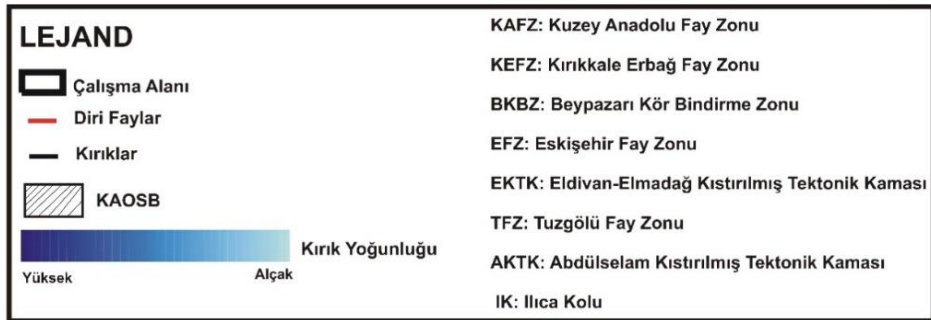 LEJAND
Çalışma Alanı
Diri Faylar
Kırıklar
KAOSB
Kırık Yoğunluğu
Yüksek
Alçak
KAFZ: Kuzey Anadolu Fay Zonu
KEFZ: Kırıkkale Erbağ Fay Zonu
BKBZ: Beypazarı Kör Bindirme Zonu
EFZ: Eskişehir Fay Zonu
EKTK: Eldivan-Elmadağ Kıstırılmış Tektonik Kaması
TFZ: Tuzgölü Fay Zonu
AKTK: Abdülselam Kıstırılmış Tektonik Kaması
IK: Ilıca Kolu